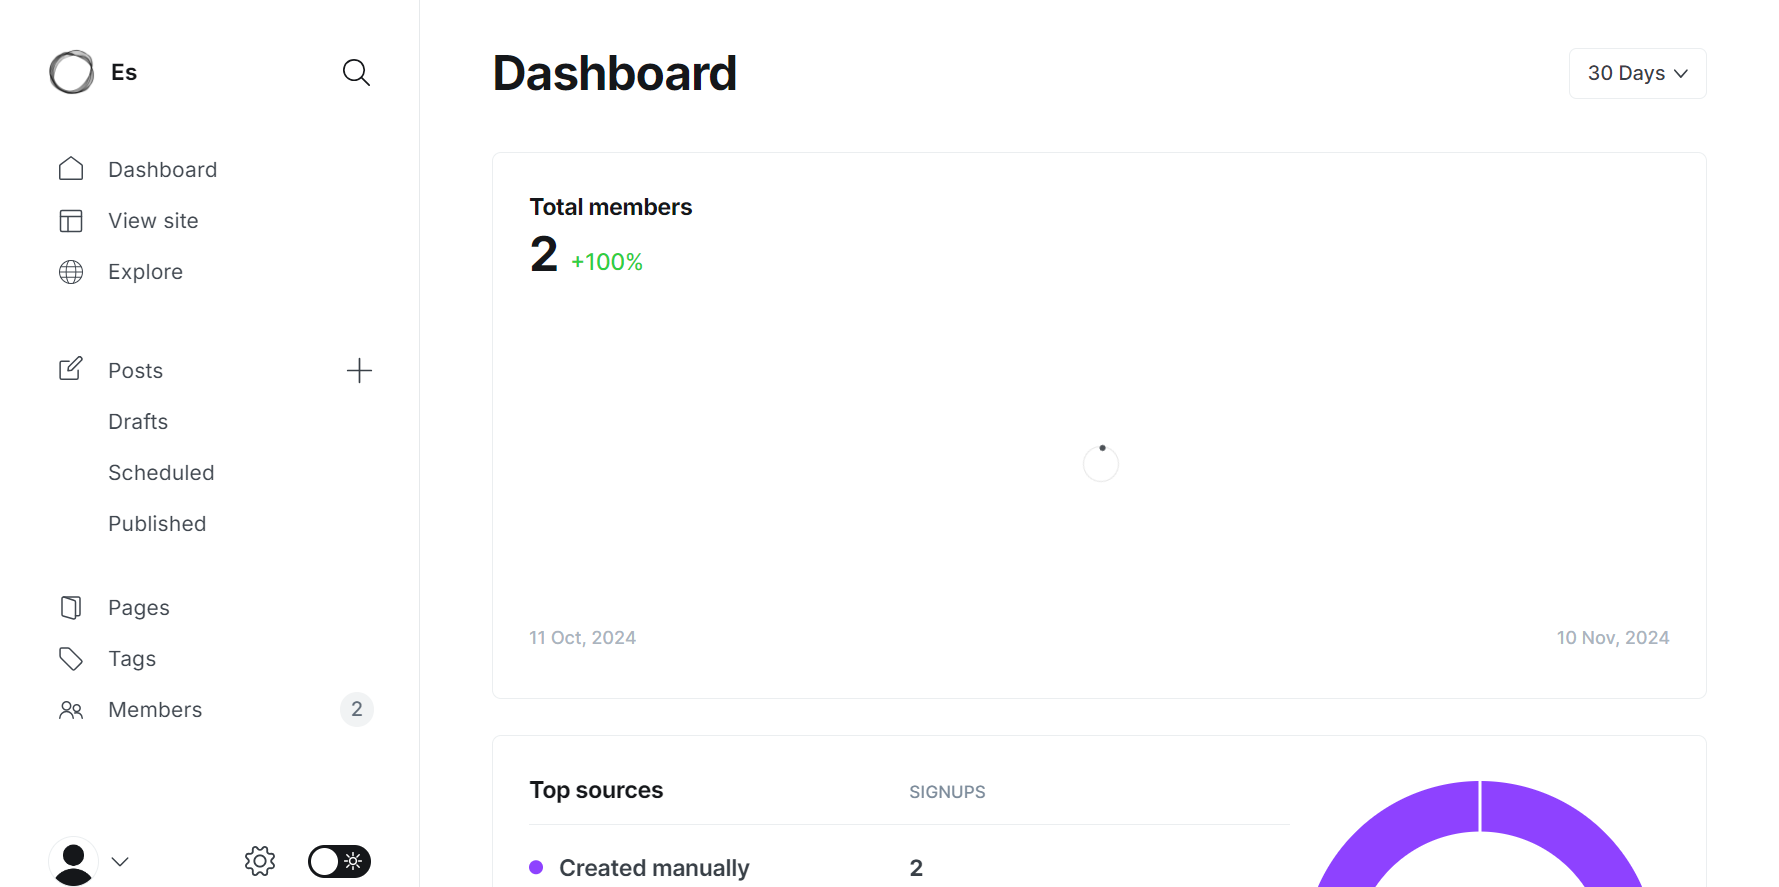 Es
Dashboard
View site
Explore
Posts
Drafts
Scheduled
Published
Pages
Tags
Members 2
Dashboard
30 Days
Total members
2 +100%
11 Oct, 2024 10 Nov, 2024
Top sources SIGNUPS
Created manually 2